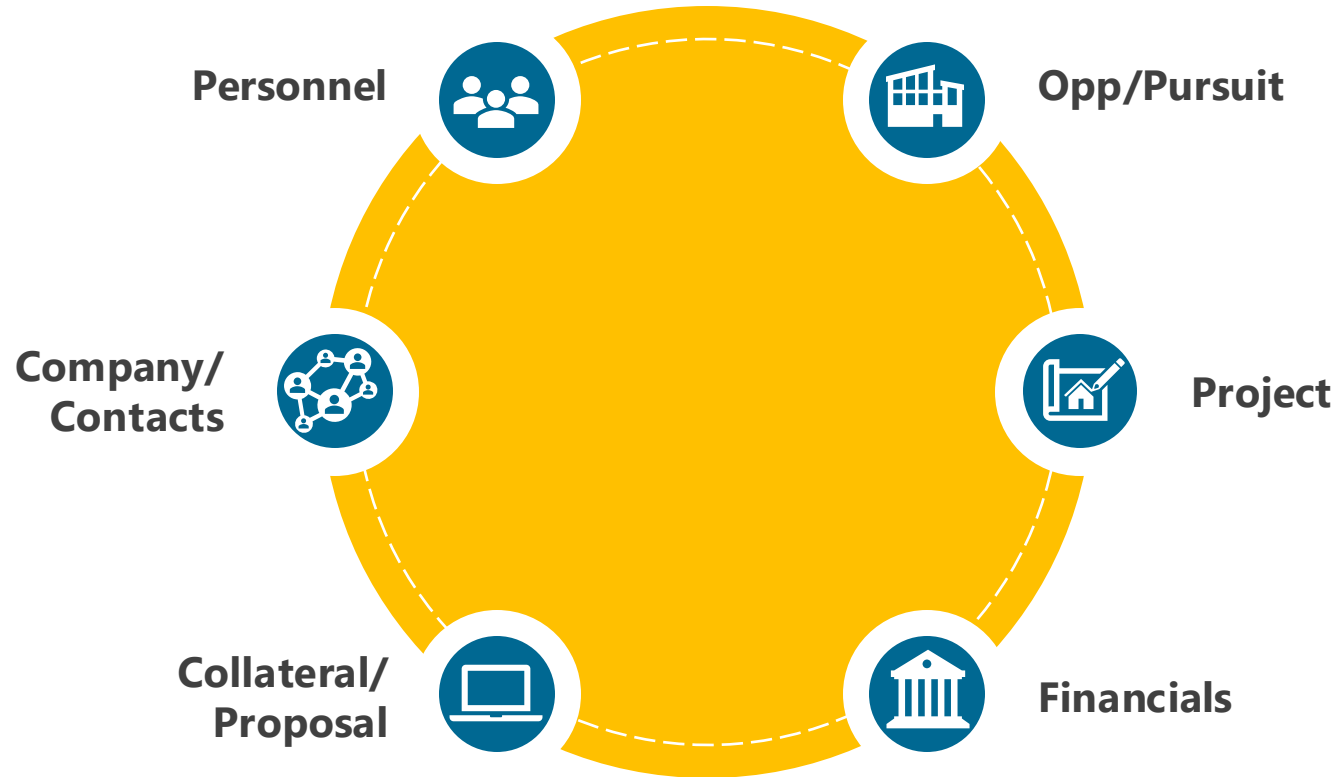 Personnel
Opp/Pursuit
Company/
Contacts
Project
Collateral/
Proposal
Financials